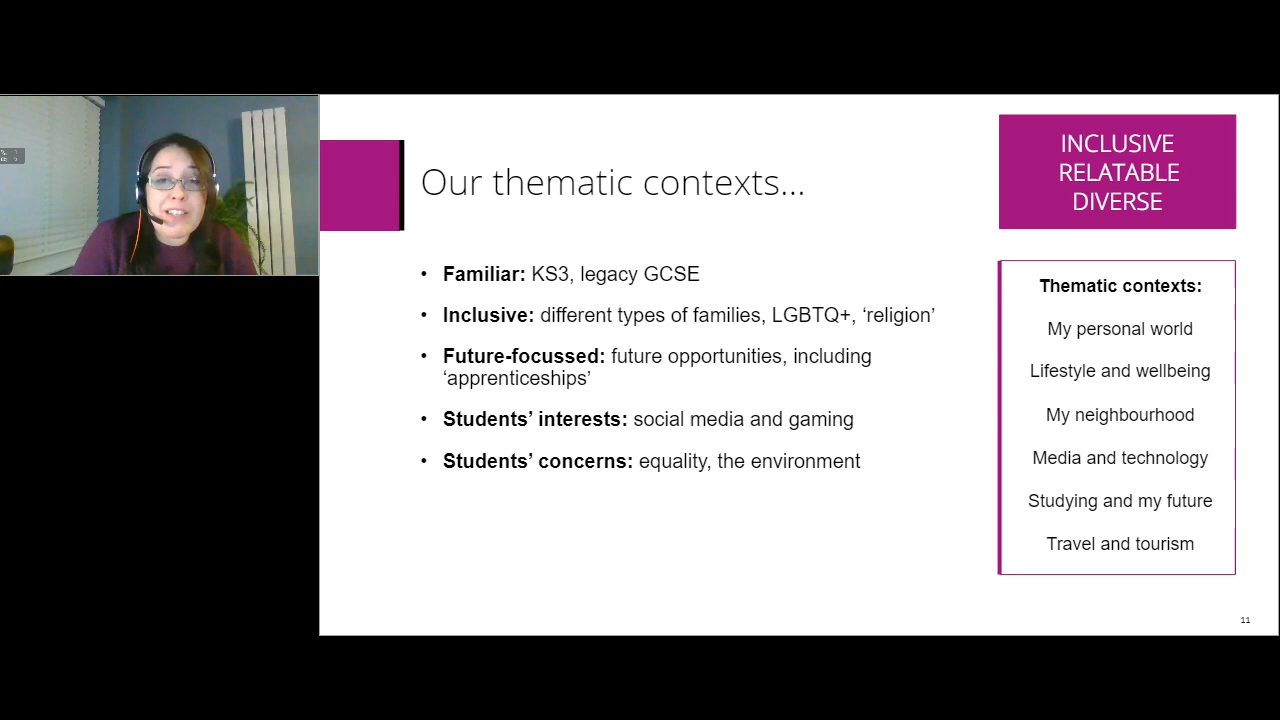 Our thematic contexts...
INCLUSIVE
RELATABLE
DIVERSE
• Familiar: KS3, legacy GCSE
• Inclusive: different types of families, LGBTQ+, ‘religion’
• Future-focussed: future opportunities, including
‘apprenticeships’
• Students’ interests: social media and gaming
• Students’ concerns: equality, the environment
Thematic contexts:
My personal world
Lifestyle and wellbeing
My neighbourhood
Media and technology
Studying and my future
Travel and tourism
11